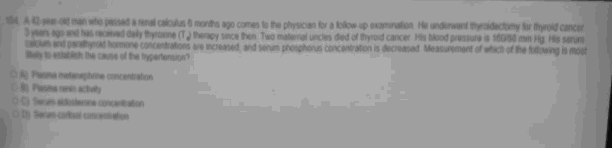 104. A 42-year-old man who passed a renal calculus 6 months ago comes to the physician for a follow-up examination. He underwent thyroidectomy for thyroid cancer
3 years ago and has received daily thyroxine (T4) therapy since then. Two maternal uncles died of thyroid cancer. His blood pressure is 160/98 mm Hg. His serum
calcium and parathyroid hormone concentrations are increased, and serum phosphorus concentration is decreased. Measurement of which of the following is most
likely to establish the cause of the hypertension?
A) Plasma metanephrine concentration
B) Plasma renin activity
C) Serum aldosterone concentration
D) Serum cortisol concentration